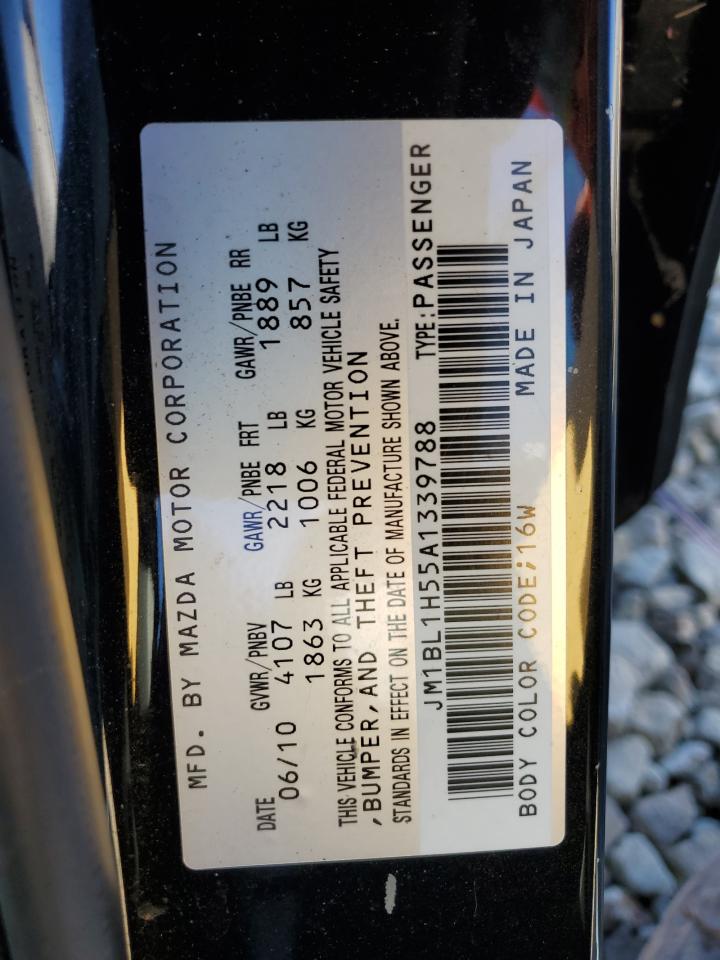 MFD. BY MAZDA MOTOR CORPORATION
DATE GVWR/PNBV GAWR/PNBE FRT GAWR/PNBE RR
06/10 4107 LB 2218 LB 1889 LB
1863 KG 1006 KG 857 KG
THIS VEHICLE CONFORMS TO ALL APPLICABLE FEDERAL MOTOR VEHICLE SAFETY
,BUMPER,AND THEFT PREVENTION
STANDARDS IN EFFECT ON THE DATE OF MANUFACTURE SHOWN ABOVE.
JM1BL1H55A1339788 TYPE:PASSENGER
BODY COLOR CODE;16W MADE IN JAPAN